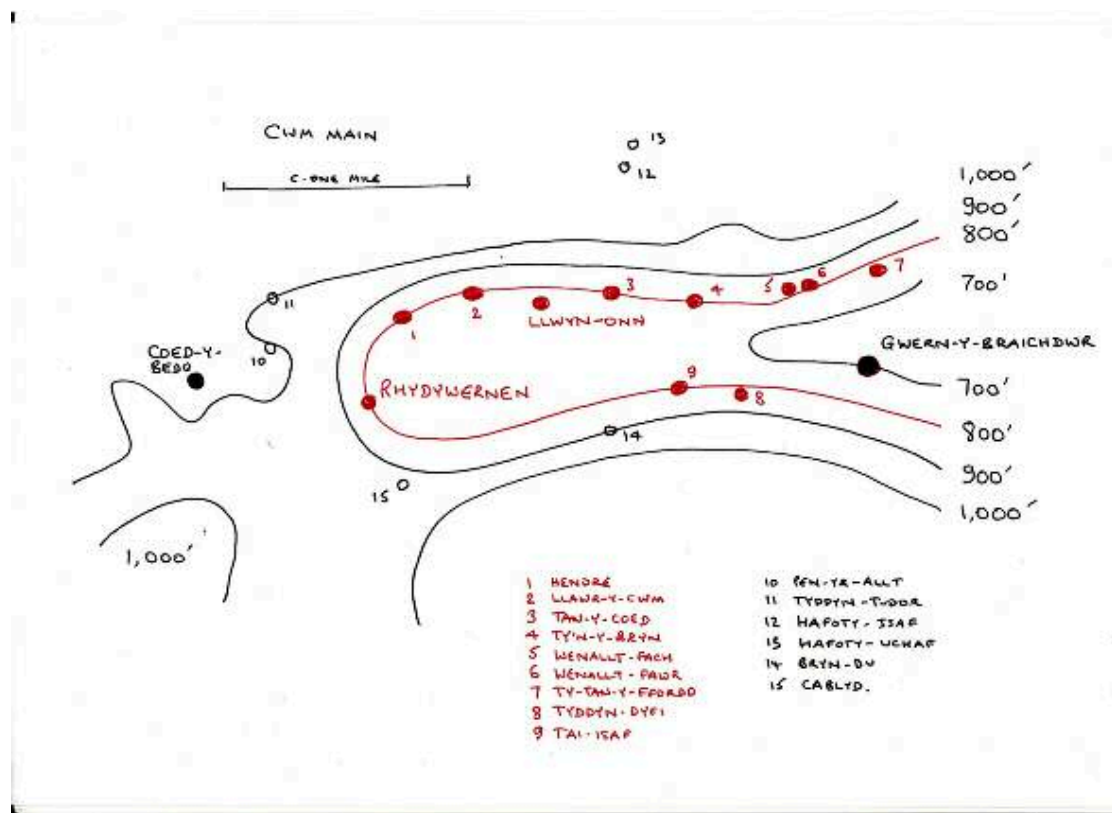 CWM MAIN
C. ONE MILE
13
12
1,000'
900'
800'
700'
11
10
COED-Y-
BEDO
1
2
3
4
5
6
7
LLWYN-ONN
GWERN-Y-BRAICHDWR
RHYDYWERNEN
9
8
700'
800'
14
900'
15
1,000'
1,000'
1 HENDRE
2 LLAWR-Y-CWM
3 TAN-Y-COED
4 TY'N-Y-BRYN
5 WENALLT-FACH
6 WENALLT-FAWR
7 TY-TAN-Y-FFORDD
8 TYDDYN-DYFI
9 TAI-ISAF
10 PEN-YR-ALLT
11 TYDDYN-TUDOR
12 HAFOTY-ISAF
13 HAFOTY-UCHAF
14 BRYN-DU
15 CABLYD.